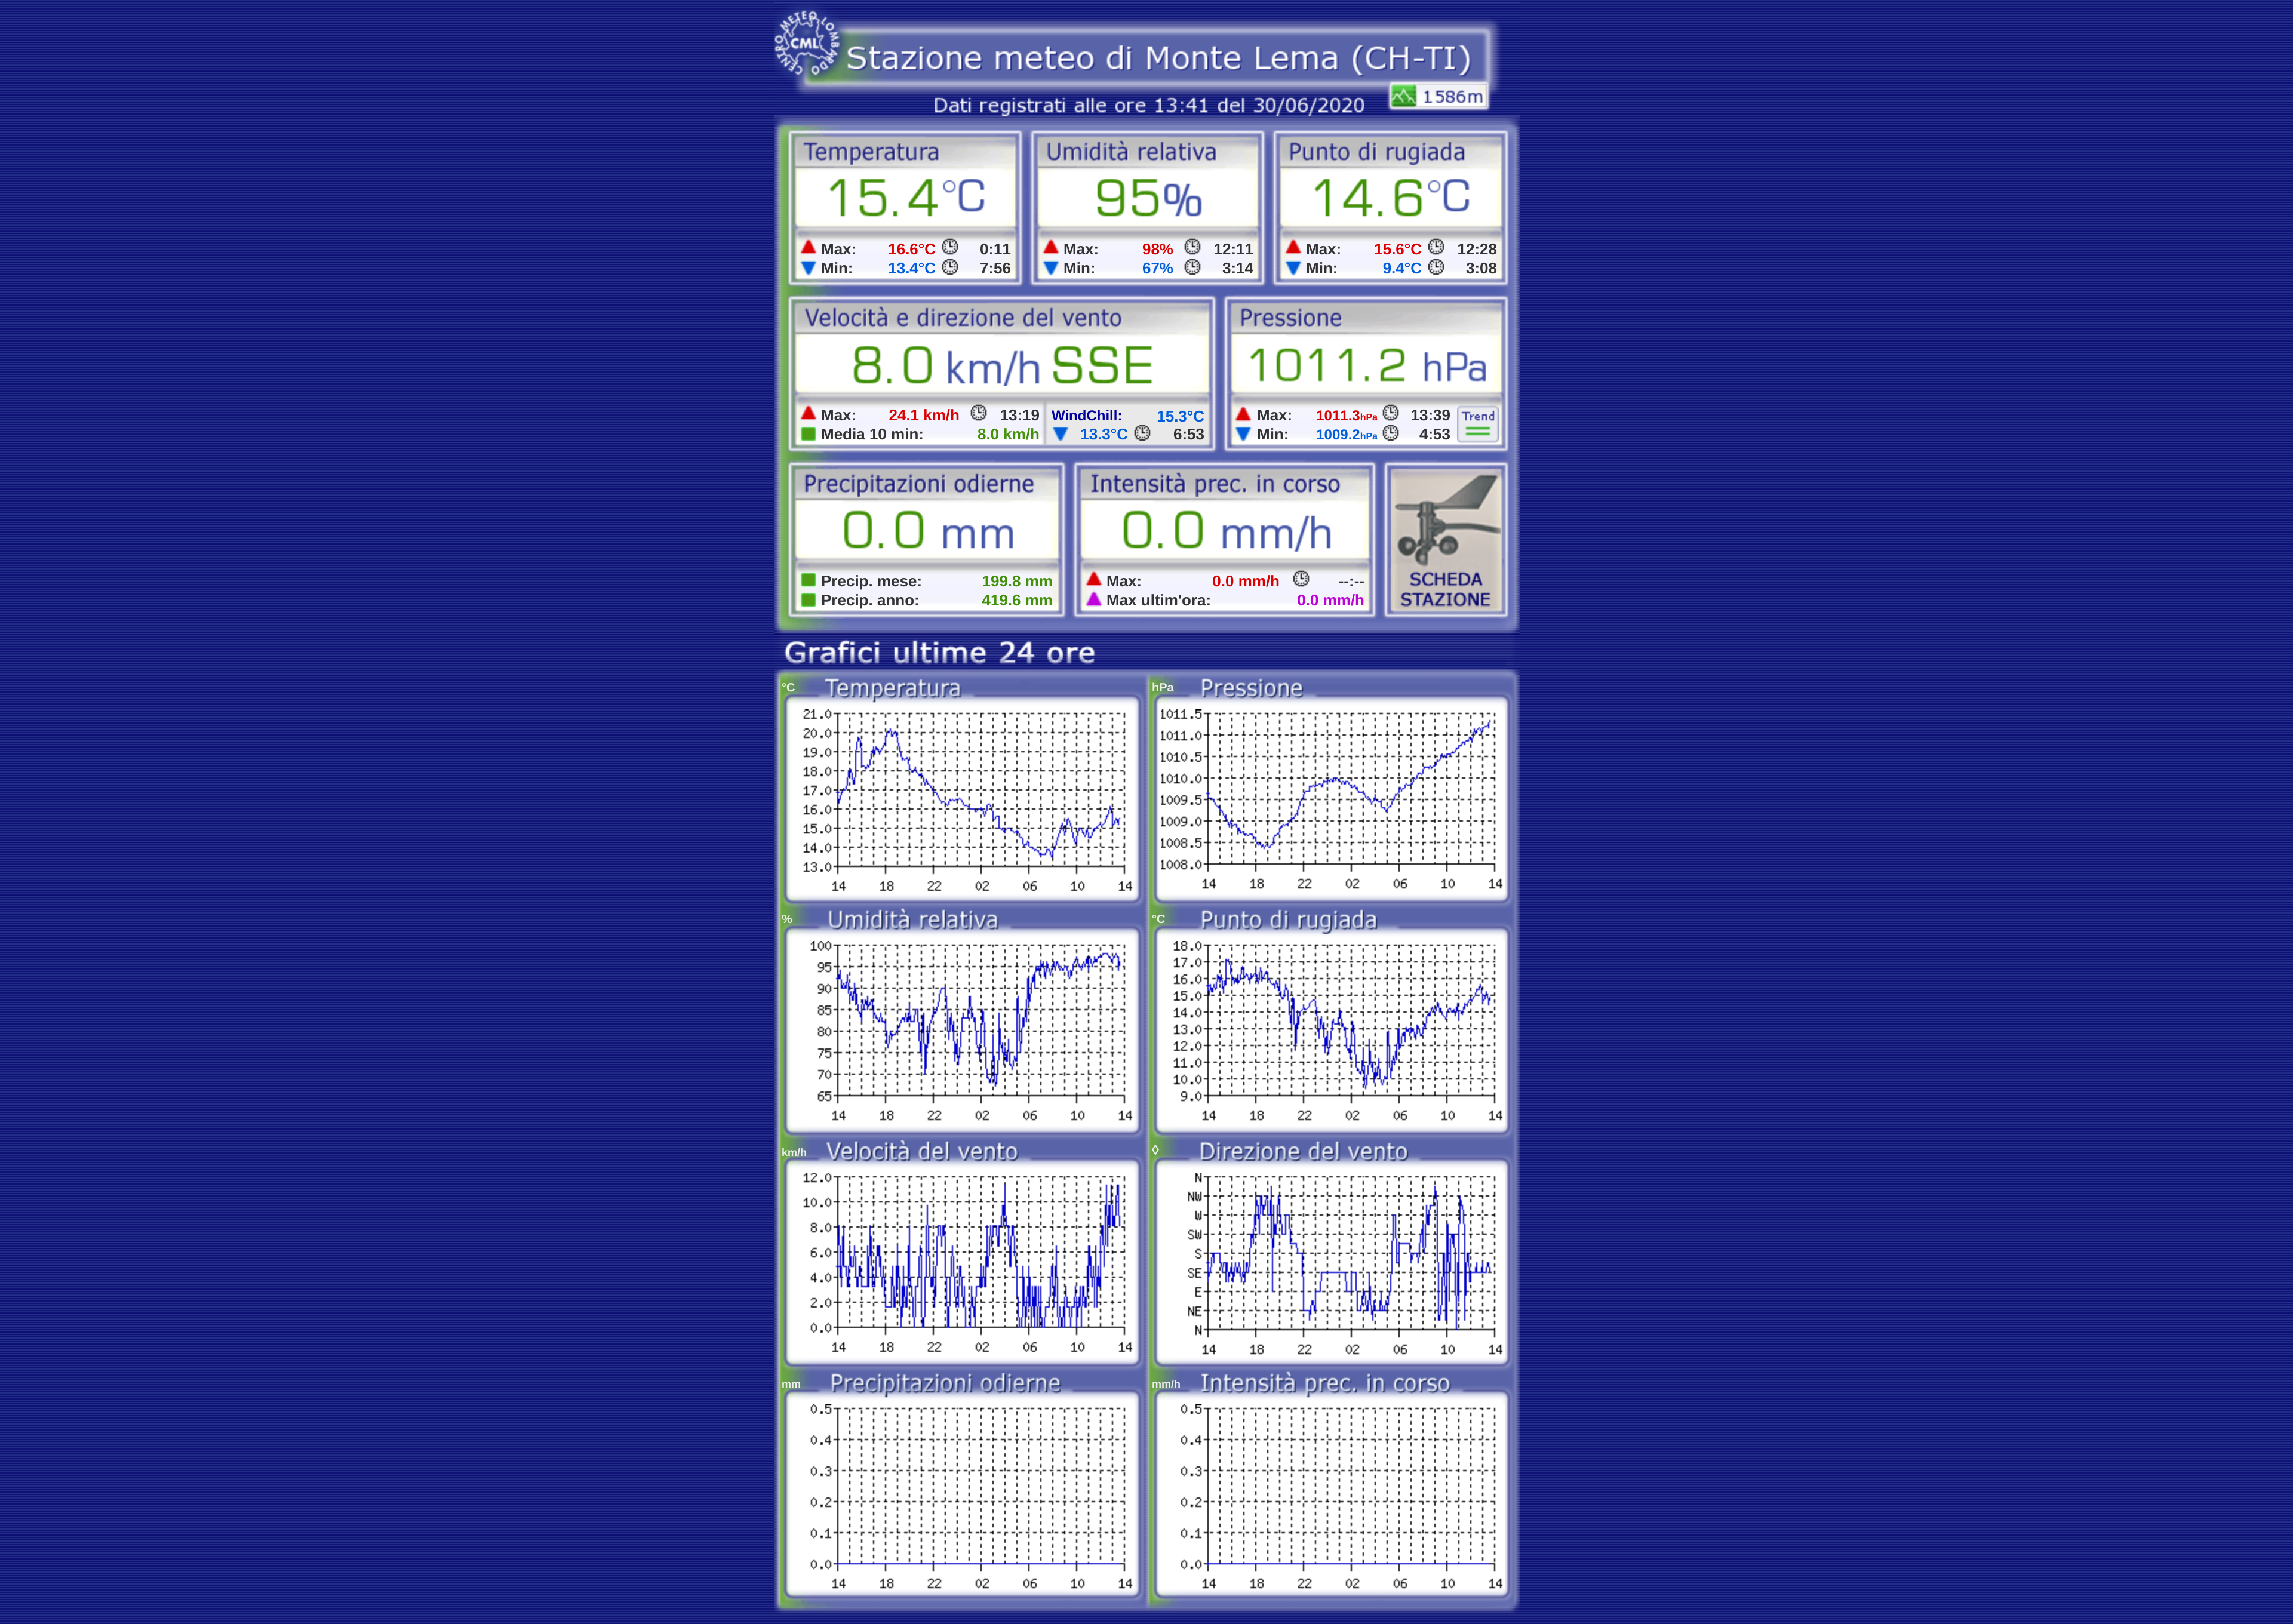 CENTRO METEO LOMBARDO
CML
Stazione meteo di Monte Lema (CH-TI)
1586m
Dati registrati alle ore 13:41 del 30/06/2020
Temperatura
15.4°C
Max: 16.6°C 0:11
Min: 13.4°C 7:56
Umidità relativa
95%
Max: 98% 12:11
Min: 67% 3:14
Punto di rugiada
14.6°C
Max: 15.6°C 12:28
Min: 9.4°C 3:08
Velocità e direzione del vento
8.0 km/h SSE
Max: 24.1 km/h 13:19
Media 10 min: 8.0 km/h
WindChill: 15.3°C
13.3°C 6:53
Pressione
1011.2 hPa
Max: 1011.3hPa 13:39
Min: 1009.2hPa 4:53
Trend
Precipitazioni odierne
0.0 mm
Precip. mese: 199.8 mm
Precip. anno: 419.6 mm
Intensità prec. in corso
0.0 mm/h
Max: 0.0 mm/h --:--
Max ultim'ora: 0.0 mm/h
SCHEDA
STAZIONE
Grafici ultime 24 ore
°C Temperatura
21.0
20.0
19.0
18.0
17.0
16.0
15.0
14.0
13.0
14 18 22 02 06 10 14
hPa Pressione
1011.5
1011.0
1010.5
1010.0
1009.5
1009.0
1008.5
1008.0
14 18 22 02 06 10 14
% Umidità relativa
100
95
90
85
80
75
70
65
14 18 22 02 06 10 14
°C Punto di rugiada
18.0
17.0
16.0
15.0
14.0
13.0
12.0
11.0
10.0
9.0
14 18 22 02 06 10 14
km/h Velocità del vento
12.0
10.0
8.0
6.0
4.0
2.0
0.0
14 18 22 02 06 10 14
◊ Direzione del vento
N
NW
W
SW
S
SE
E
NE
N
14 18 22 02 06 10 14
mm Precipitazioni odierne
0.5
0.4
0.3
0.2
0.1
0.0
14 18 22 02 06 10 14
mm/h Intensità prec. in corso
0.5
0.4
0.3
0.2
0.1
0.0
14 18 22 02 06 10 14